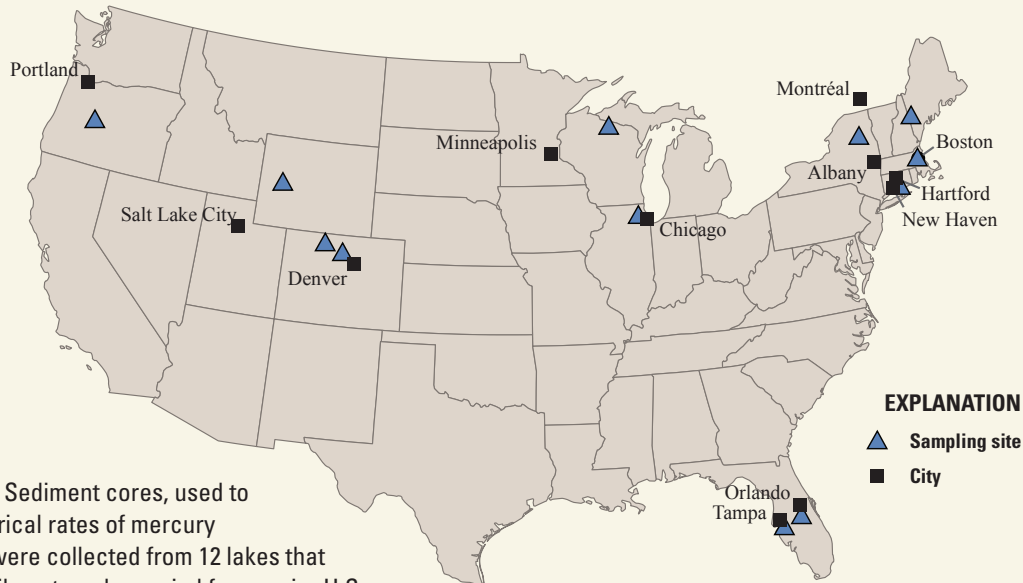 Portland
Montréal
Minneapolis
Boston
Albany
Hartford
New Haven
Salt Lake City
Chicago
Denver
EXPLANATION
Sampling site
City
Orlando
Tampa
Sediment cores, used to
rical rates of mercury
were collected from 12 lakes that